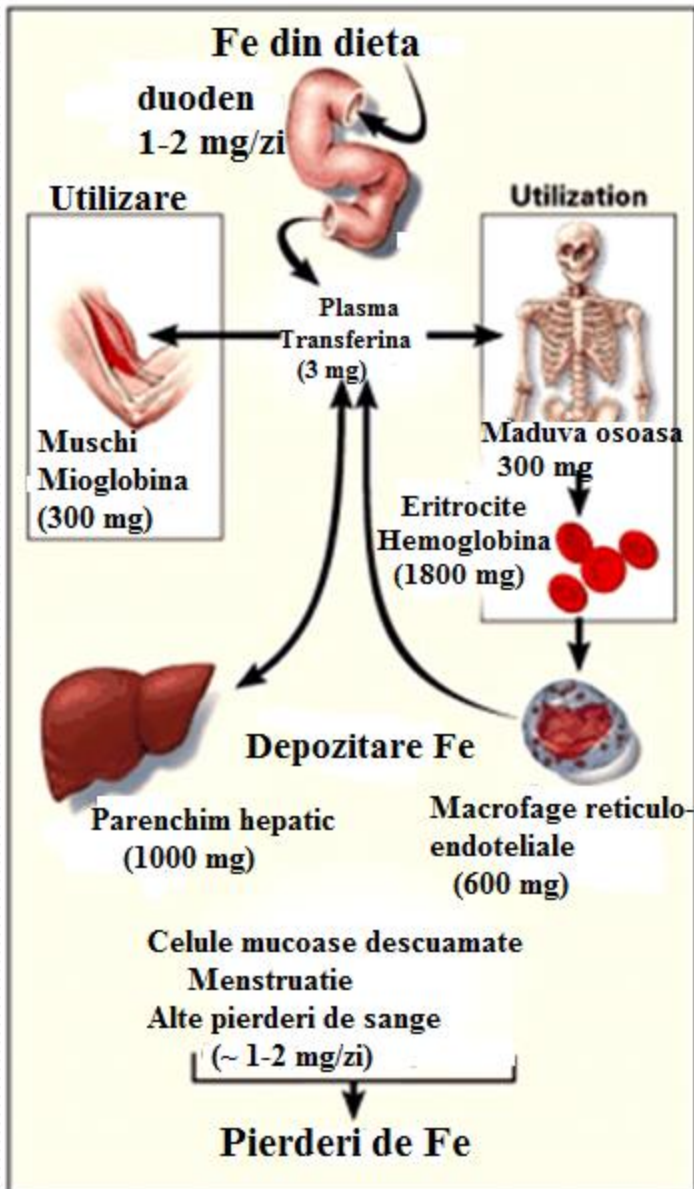 Fe din dieta
duoden
1-2 mg/zi
Utilizare
Utilization
Plasma
Transferina
(3 mg)
Muschi
Mioglobina
(300 mg)
Maduva osoasa
300 mg
Eritrocite
Hemoglobina
(1800 mg)
Depozitare Fe
Parenchim hepatic
(1000 mg)
Macrofage reticulo-
endoteliale
(600 mg)
Celule mucoase descuamate
Menstruatie
Alte pierderi de sange
(~ 1-2 mg/zi)
Pierderi de Fe